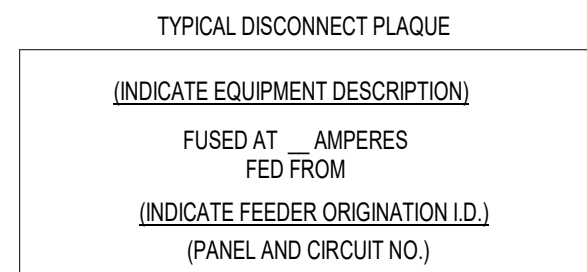 TYPICAL DISCONNECT PLAQUE
(INDICATE EQUIPMENT DESCRIPTION)
FUSED AT __ AMPERES
FED FROM
(INDICATE FEEDER ORIGINATION I.D.)
(PANEL AND CIRCUIT NO.)